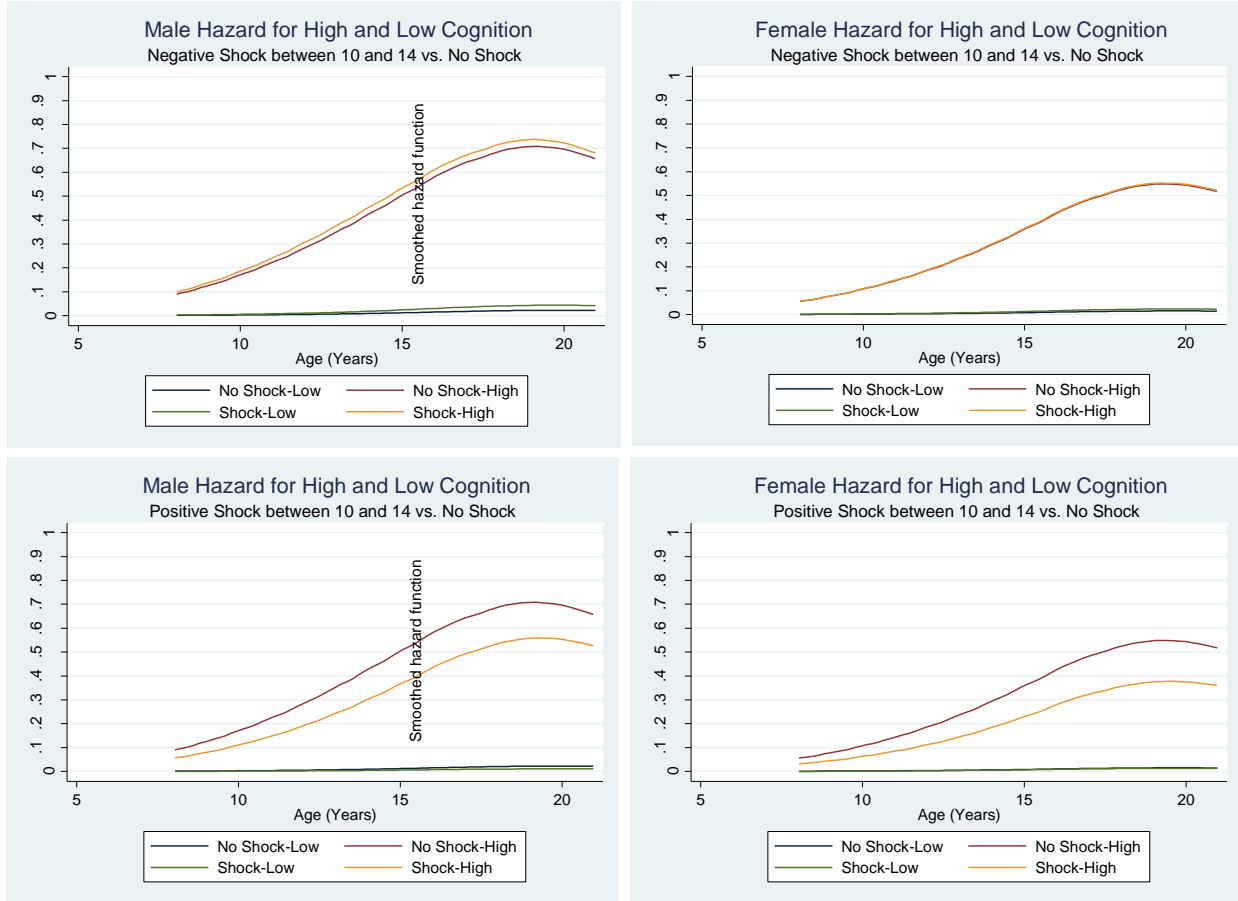 Male Hazard for High and Low Cognition
Negative Shock between 10 and 14 vs. No Shock
1
.9
.8
.7
.6
.5
.4
.3
.2
.1
0
Smoothed hazard function
5 10 15 20
Age (Years)
No Shock-Low No Shock-High
Shock-Low Shock-High
Female Hazard for High and Low Cognition
Negative Shock between 10 and 14 vs. No Shock
1
.9
.8
.7
.6
.5
.4
.3
.2
.1
0
5 10 15 20
Age (Years)
No Shock-Low No Shock-High
Shock-Low Shock-High
Male Hazard for High and Low Cognition
Positive Shock between 10 and 14 vs. No Shock
1
.9
.8
.7
.6
.5
.4
.3
.2
.1
0
Smoothed hazard function
5 10 15 20
Age (Years)
No Shock-Low No Shock-High
Shock-Low Shock-High
Female Hazard for High and Low Cognition
Positive Shock between 10 and 14 vs. No Shock
1
.9
.8
.7
.6
.5
.4
.3
.2
.1
0
5 10 15 20
Age (Years)
No Shock-Low No Shock-High
Shock-Low Shock-High